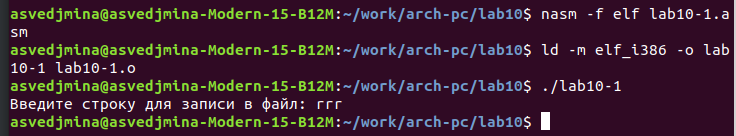 asvedjmina@asvedjmina-Modern-15-B12M:~/work/arch-pc/lab10$ nasm -f elf lab10-1.a
sm
asvedjmina@asvedjmina-Modern-15-B12M:~/work/arch-pc/lab10$ ld -m elf_i386 -o lab
10-1 lab10-1.o
asvedjmina@asvedjmina-Modern-15-B12M:~/work/arch-pc/lab10$ ./lab10-1
Введите строку для записи в файл: ггг
asvedjmina@asvedjmina-Modern-15-B12M:~/work/arch-pc/lab10$